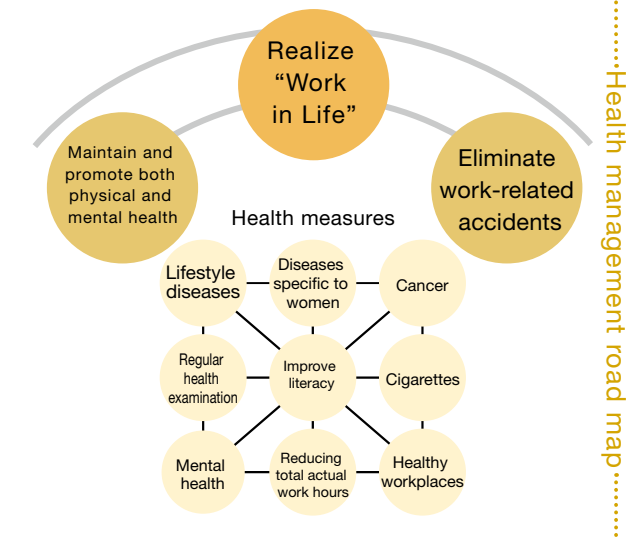 Realize
“Work
in Life”
Maintain and
promote both
physical and
mental health
Eliminate
work-related
accidents
Health measures
Lifestyle
diseases
Diseases
specific to
women
Cancer
Regular
health
examination
Improve
literacy
Cigarettes
Mental
health
Reducing
total actual
work hours
Healthy
workplaces
Health management road map